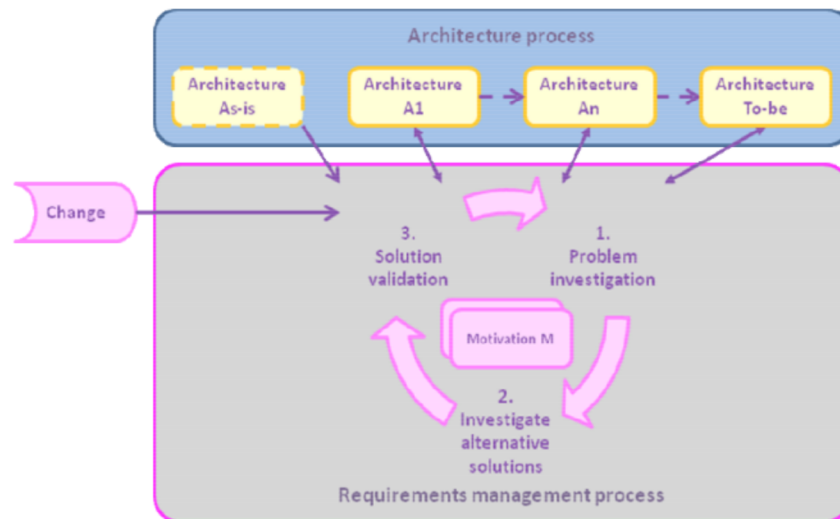 Architecture process
Architecture
As-is
Architecture
A1
Architecture
An
Architecture
To-be
Change
3.
Solution
validation
1.
Problem
investigation
Motivation M
2.
Investigate
alternative
solutions
Requirements management process